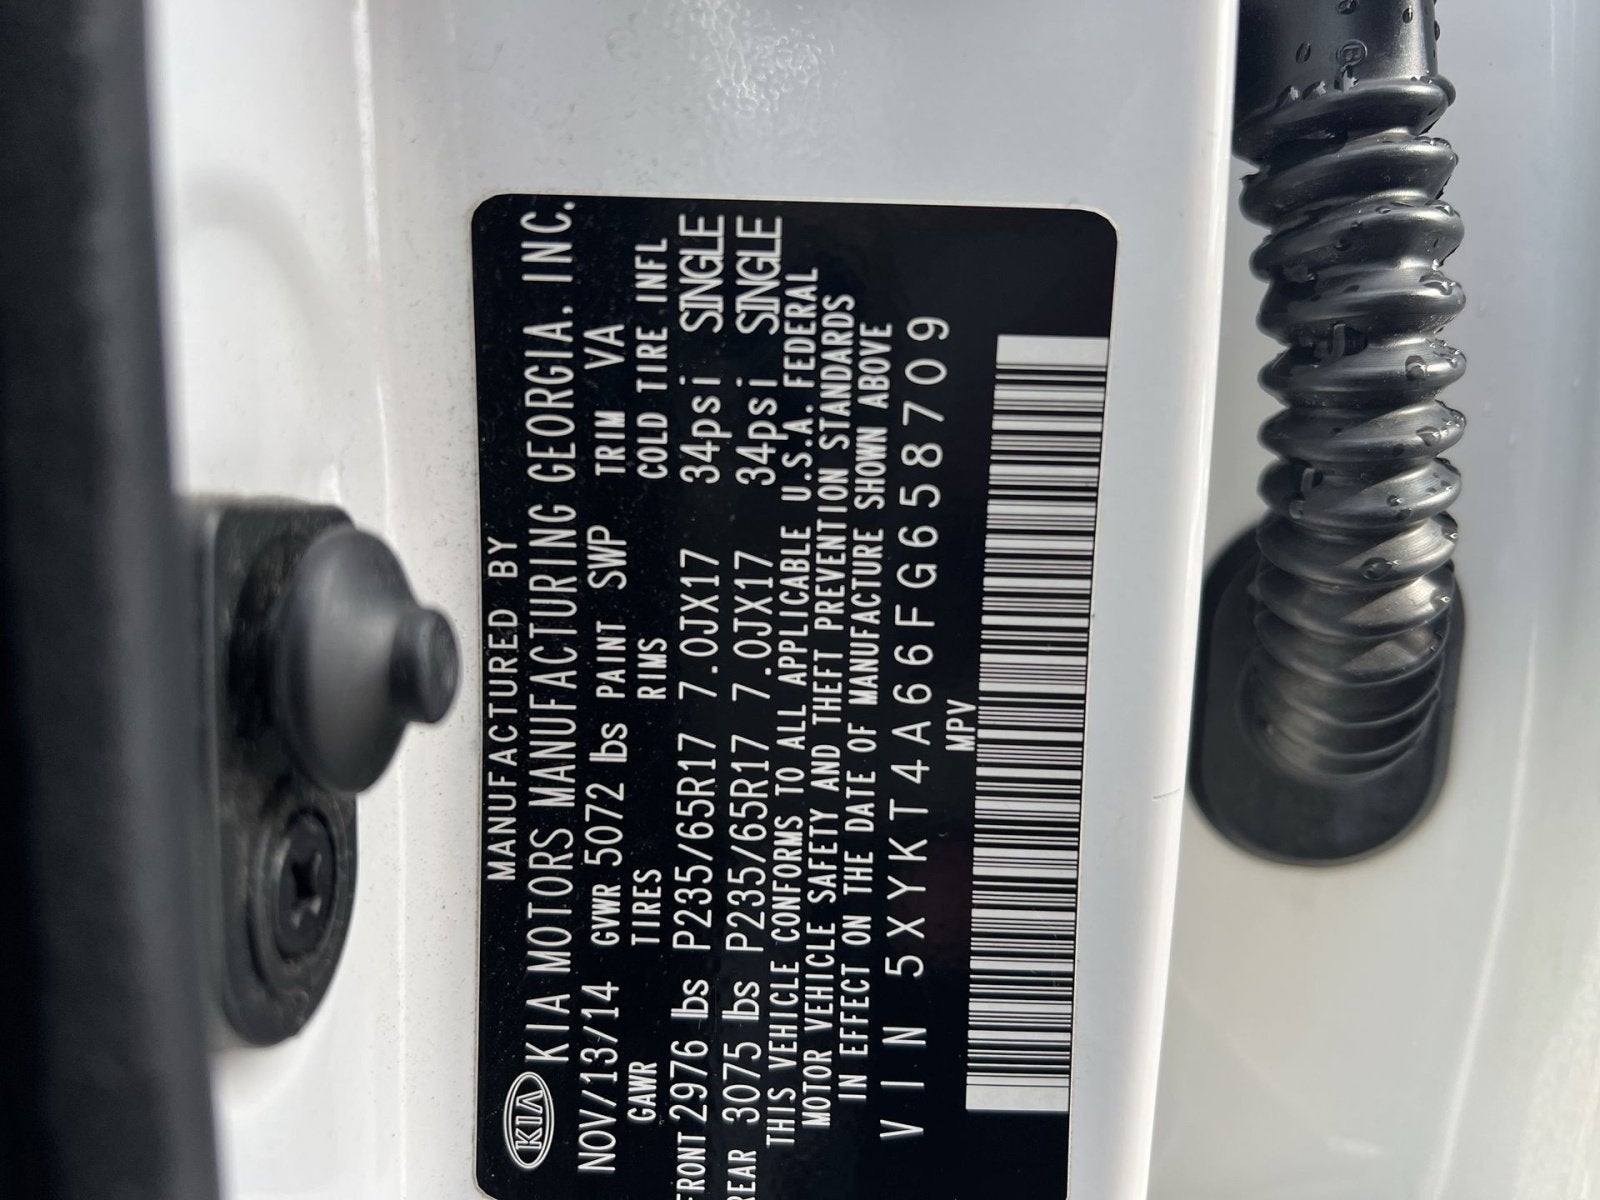 KIA KIA MOTORS MANUFACTURING GEORGIA, INC.
MANUFACTURED BY
NOV/13/14 GVWR 5072 lbs PAINT SWP TRIM VA
GAWR TIRES RIMS COLD TIRE INFL
FRONT 2976 lbs P235/65R17 7.0JX17 34psi SINGLE
REAR 3075 lbs P235/65R17 7.0JX17 34psi SINGLE
THIS VEHICLE CONFORMS TO ALL APPLICABLE U.S.A. FEDERAL
MOTOR VEHICLE SAFETY AND THEFT PREVENTION STANDARDS
IN EFFECT ON THE DATE OF MANUFACTURE SHOWN ABOVE
VIN 5XYKT4A66FG658709
MPV